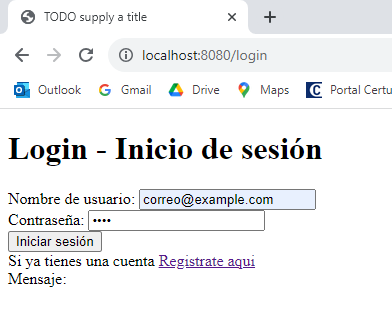 TODO supply a title
localhost:8080/login
Outlook Gmail Drive Maps Portal Certu
Login - Inicio de sesión
Nombre de usuario: correo@example.com
Contraseña: ••••
Iniciar sesión
Si ya tienes una cuenta Registrate aqui
Mensaje: